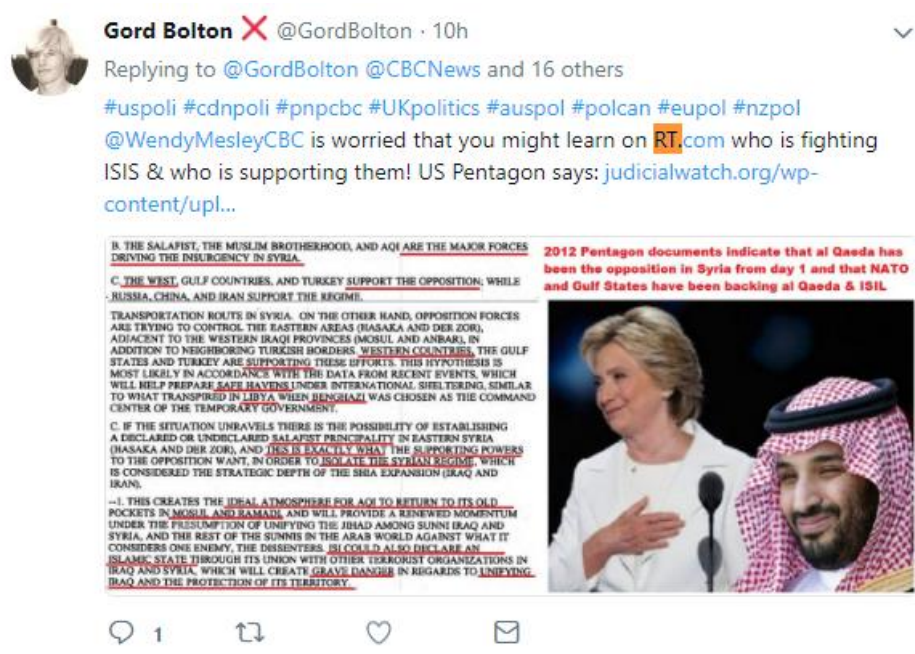 Gord Bolton ❌ @GordBolton · 10h
Replying to @GordBolton @CBCNews and 16 others
#uspoli #cdnpoli #pnpcbc #UKpolitics #auspol #polcan #eupol #nzpol
@WendyMesleyCBC is worried that you might learn on RT.com who is fighting
ISIS & who is supporting them! US Pentagon says: judicialwatch.org/wp-
content/upl...
B. THE SALAFIST, THE MUSLIM BROTHERHOOD, AND AQI ARE THE MAJOR FORCES
DRIVING THE INSURGENCY IN SYRIA.
C. THE WEST, GULF COUNTRIES, AND TURKEY SUPPORT THE OPPOSITION; WHILE
RUSSIA, CHINA, AND IRAN SUPPORT THE REGIME.
TRANSPORTATION ROUTE IN SYRIA. ON THE OTHER HAND, OPPOSITION FORCES
ARE TRYING TO CONTROL THE EASTERN AREAS (HASAKA AND DER ZOR),
ADJACENT TO THE WESTERN IRAQI PROVINCES (MOSUL AND ANBAR), IN
ADDITION TO NEIGHBORING TURKISH BORDERS. WESTERN COUNTRIES, THE GULF
STATES AND TURKEY ARE SUPPORTING THESE EFFORTS. THIS HYPOTHESIS IS
MOST LIKELY IN ACCORDANCE WITH THE DATA FROM RECENT EVENTS, WHICH
WILL HELP PREPARE SAFE HAVENS UNDER INTERNATIONAL SHELTERING, SIMILAR
TO WHAT TRANSPIRED IN LIBYA WHEN BENGHAZI WAS CHOSEN AS THE COMMAND
CENTER OF THE TEMPORARY GOVERNMENT.
C. IF THE SITUATION UNRAVELS THERE IS THE POSSIBILITY OF ESTABLISHING
A DECLARED OR UNDECLARED SALAFIST PRINCIPALITY IN EASTERN SYRIA
(HASAKA AND DER ZOR), AND THIS IS EXACTLY WHAT THE SUPPORTING POWERS
TO THE OPPOSITION WANT, IN ORDER TO ISOLATE THE SYRIAN REGIME, WHICH
IS CONSIDERED THE STRATEGIC DEPTH OF THE SHIA EXPANSION (IRAQ AND
IRAN).
--1. THIS CREATES THE IDEAL ATMOSPHERE FOR AQI TO RETURN TO ITS OLD
POCKETS IN MOSUL AND RAMADI, AND WILL PROVIDE A RENEWED MOMENTUM
UNDER THE PRESUMPTION OF UNIFYING THE JIHAD AMONG SUNNI IRAQ AND
SYRIA, AND THE REST OF THE SUNNIS IN THE ARAB WORLD AGAINST WHAT IT
CONSIDERS ONE ENEMY, THE DISSENTERS. ISI COULD ALSO DECLARE AN
ISLAMIC STATE THROUGH ITS UNION WITH OTHER TERRORIST ORGANIZATIONS IN
IRAQ AND SYRIA, WHICH WILL CREATE GRAVE DANGER IN REGARDS TO UNIFYING
IRAQ AND THE PROTECTION OF ITS TERRITORY.
2012 Pentagon documents indicate that al Qaeda has
been the opposition in Syria from day 1 and that NATO
and Gulf States have been backing al Qaeda & ISIL
1